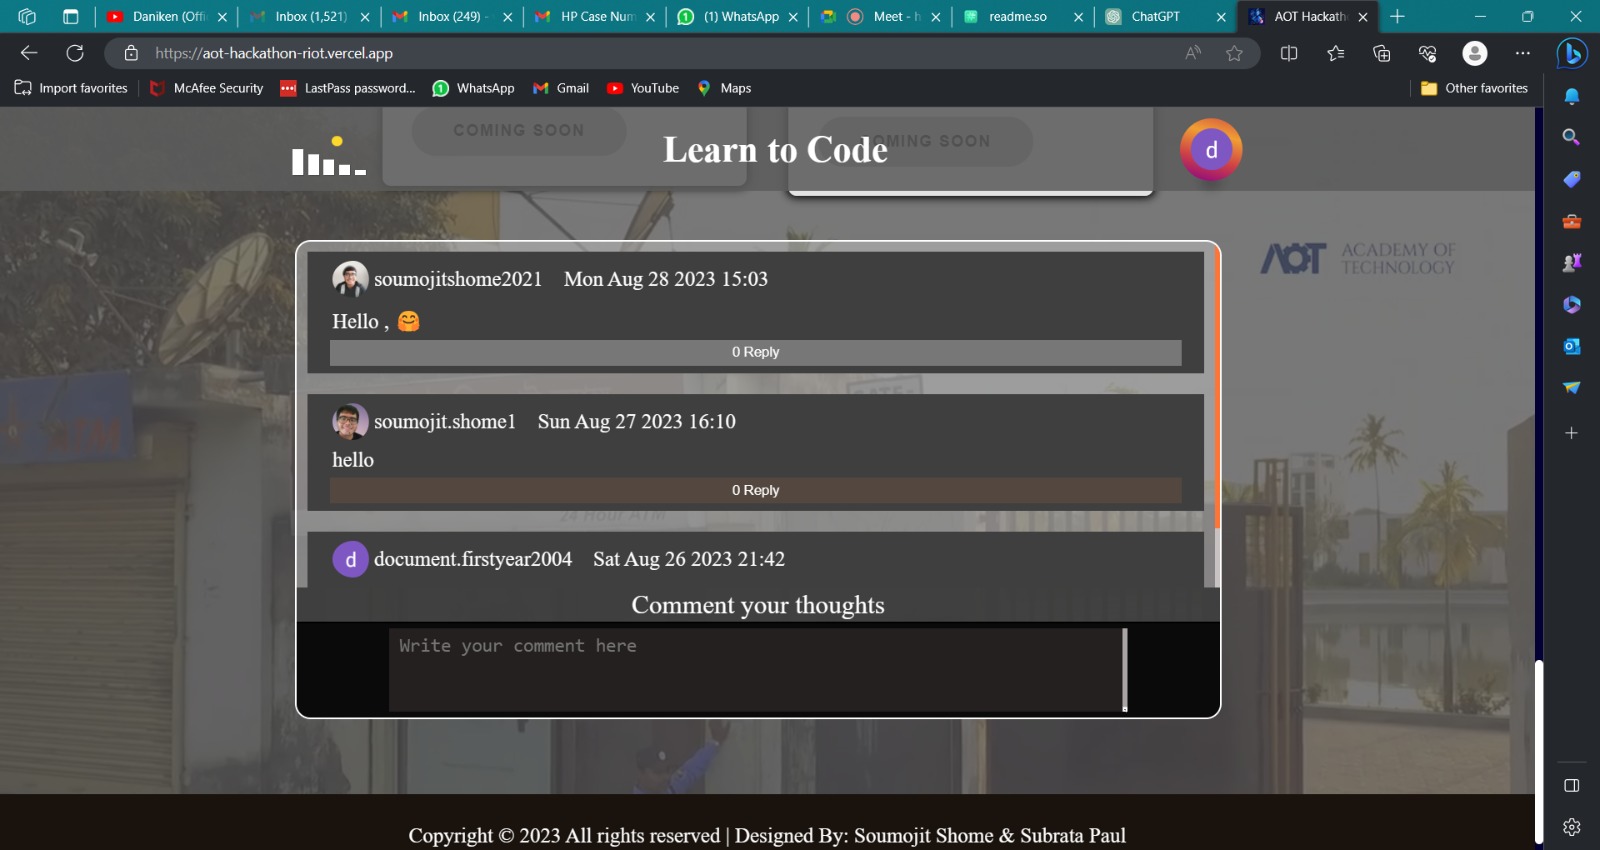 Daniken (Offi
Inbox (1,521)
Inbox (249) -
HP Case Num
(1) WhatsApp
Meet - h
readme.so
ChatGPT
AOT Hackath
https://aot-hackathon-riot.vercel.app
Import favorites
McAfee Security
LastPass password...
WhatsApp
Gmail
YouTube
Maps
Other favorites
COMING SOON
COMING SOON
Learn to Code
d
AOT ACADEMY OF TECHNOLOGY
soumojitshome2021 Mon Aug 28 2023 15:03
Hello , 🤗
0 Reply
soumojit.shome1 Sun Aug 27 2023 16:10
hello
0 Reply
24 Hour ATM
d document.firstyear2004 Sat Aug 26 2023 21:42
Comment your thoughts
Write your comment here
Copyright © 2023 All rights reserved | Designed By: Soumojit Shome & Subrata Paul